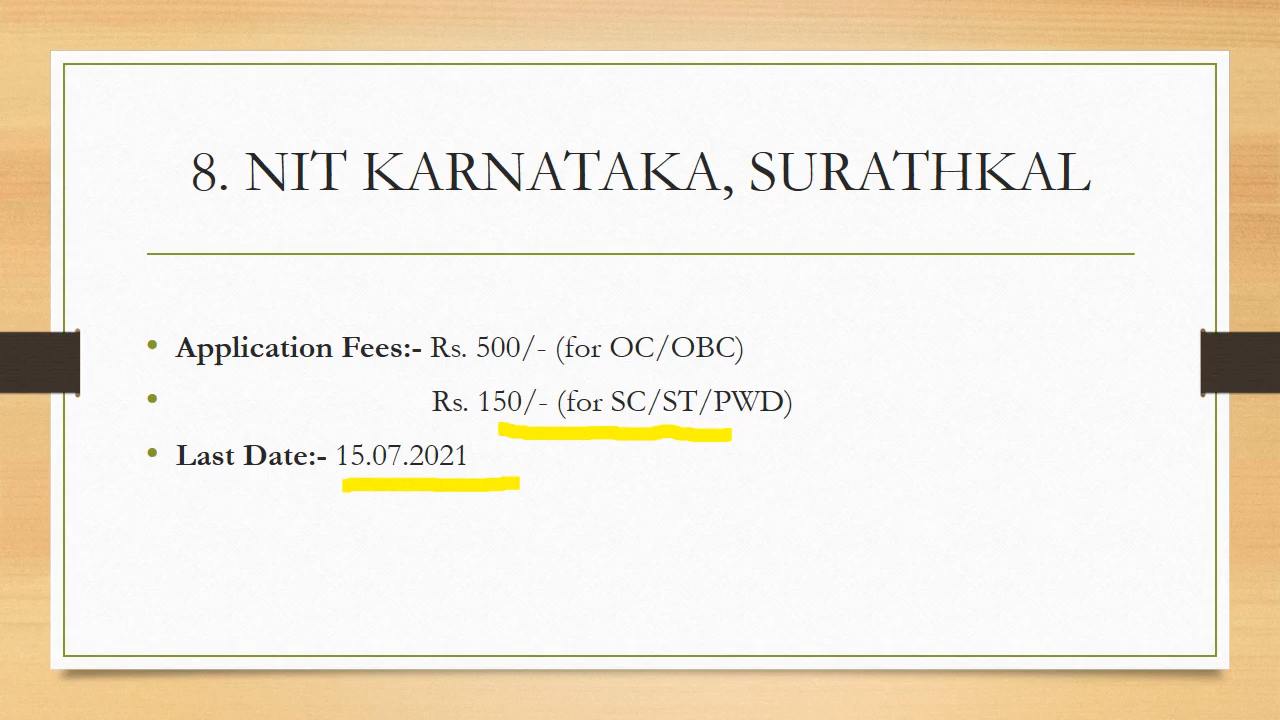 8. NIT KARNATAKA, SURATHKAL
• Application Fees:- Rs. 500/- (for OC/OBC)
• Rs. 150/- (for SC/ST/PWD)
• Last Date:- 15.07.2021